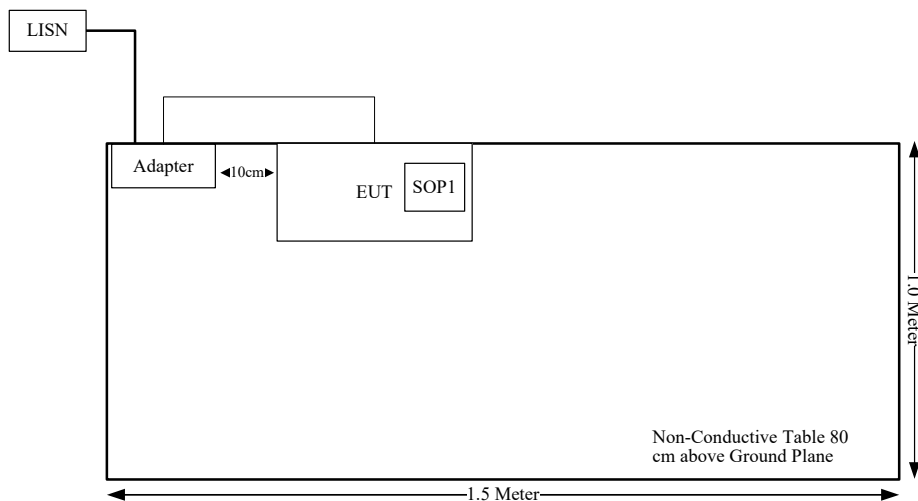 LISN
Adapter
10cm
EUT
SOP1
1.0 Meter
Non-Conductive Table 80
cm above Ground Plane
1.5 Meter